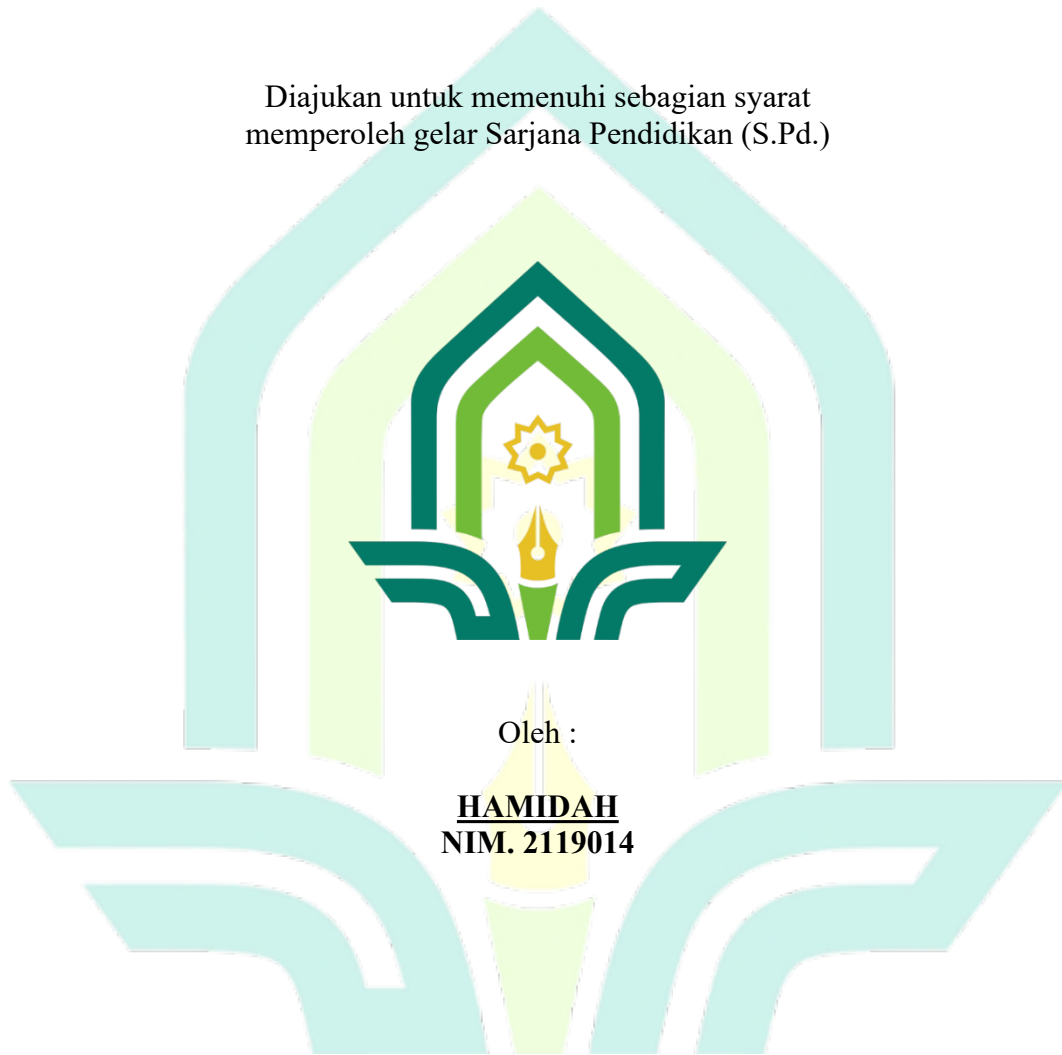 Diajukan untuk memenuhi sebagian syarat
memperoleh gelar Sarjana Pendidikan (S.Pd.)
Oleh :
HAMIDAH
NIM. 2119014